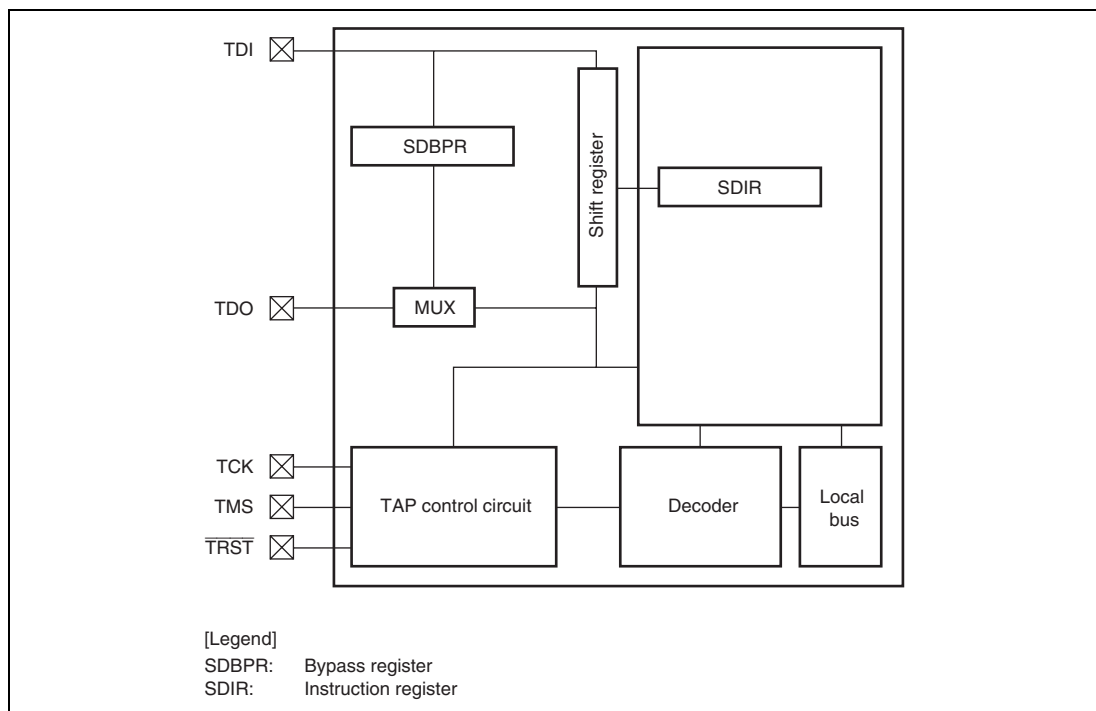 TDI
SDBPR
Shift register
SDIR
TDO
MUX
TCK
TMS
TRST
TAP control circuit
Decoder
Local
bus
[Legend]
SDBPR: Bypass register
SDIR: Instruction register